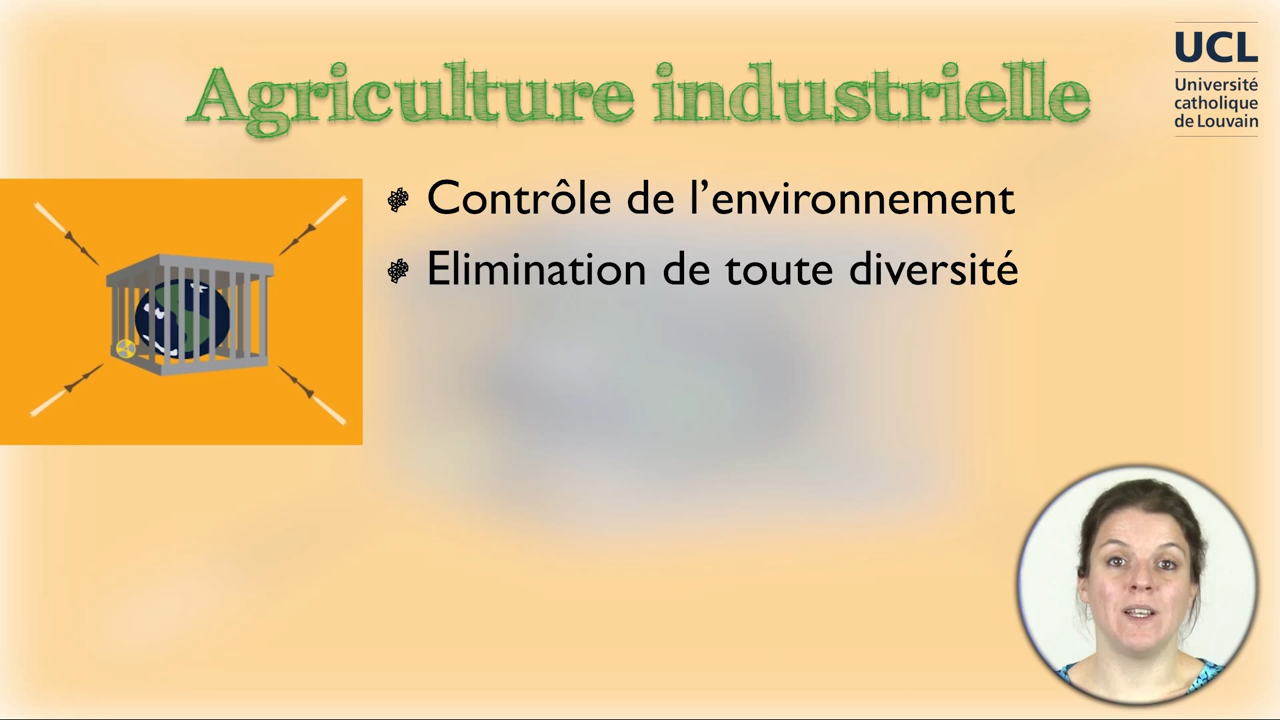 Agriculture industrielle
UCL
Université
catholique
de Louvain
Contrôle de l’environnement
Elimination de toute diversité